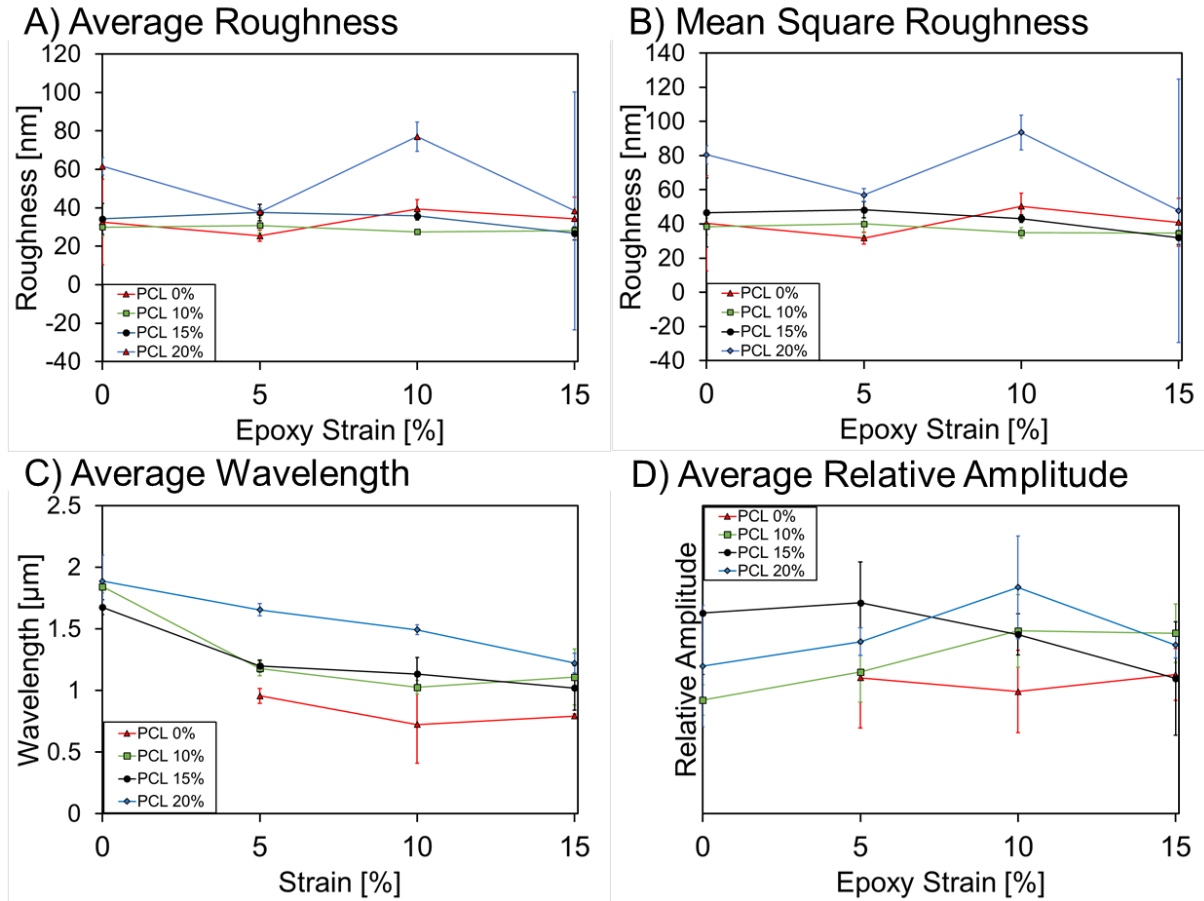 A) Average Roughness
120
100
80
60
40
20
0
-20
-40
Roughness [nm]
PCL 0%
PCL 10%
PCL 15%
PCL 20%
0 5 10 15
Epoxy Strain [%]
B) Mean Square Roughness
140
120
100
80
60
40
20
0
-20
-40
Roughness [nm]
PCL 0%
PCL 10%
PCL 15%
PCL 20%
0 5 10 15
Epoxy Strain [%]
C) Average Wavelength
2.5
2
1.5
1
0.5
0
Wavelength [µm]
PCL 0%
PCL 10%
PCL 15%
PCL 20%
0 5 10 15
Strain [%]
D) Average Relative Amplitude
Relative Amplitude
PCL 0%
PCL 10%
PCL 15%
PCL 20%
0 5 10 15
Epoxy Strain [%]